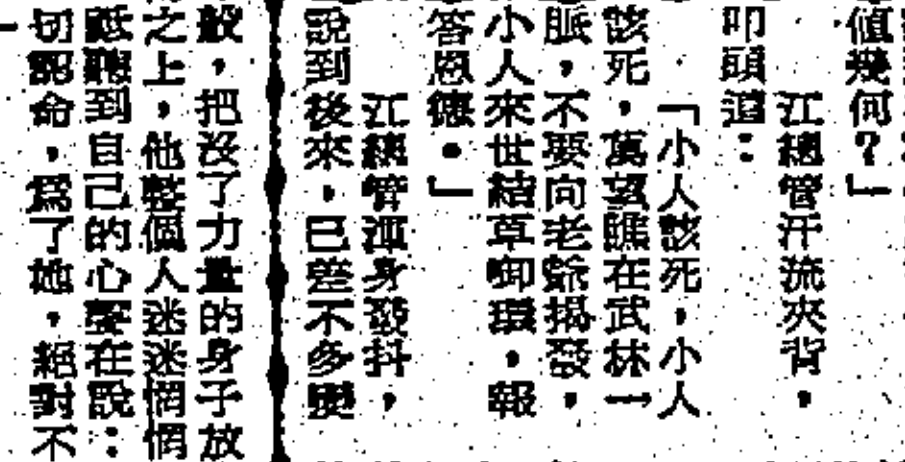 值幾何？」
江總管汗流夾背，
叩頭道：
「小人該死，小人
該死，萬望瞧在武林一
脈，不要向老爺揭發，
小人來世結草啣環，報
答恩德。」
江總管渾身發抖，
說到後來，已差不多變
般，把沒了力量的身子放
之上，他整個人迷迷惘惘
祗聽到自己的心聲在說：
切認命，爲了她，絕對不